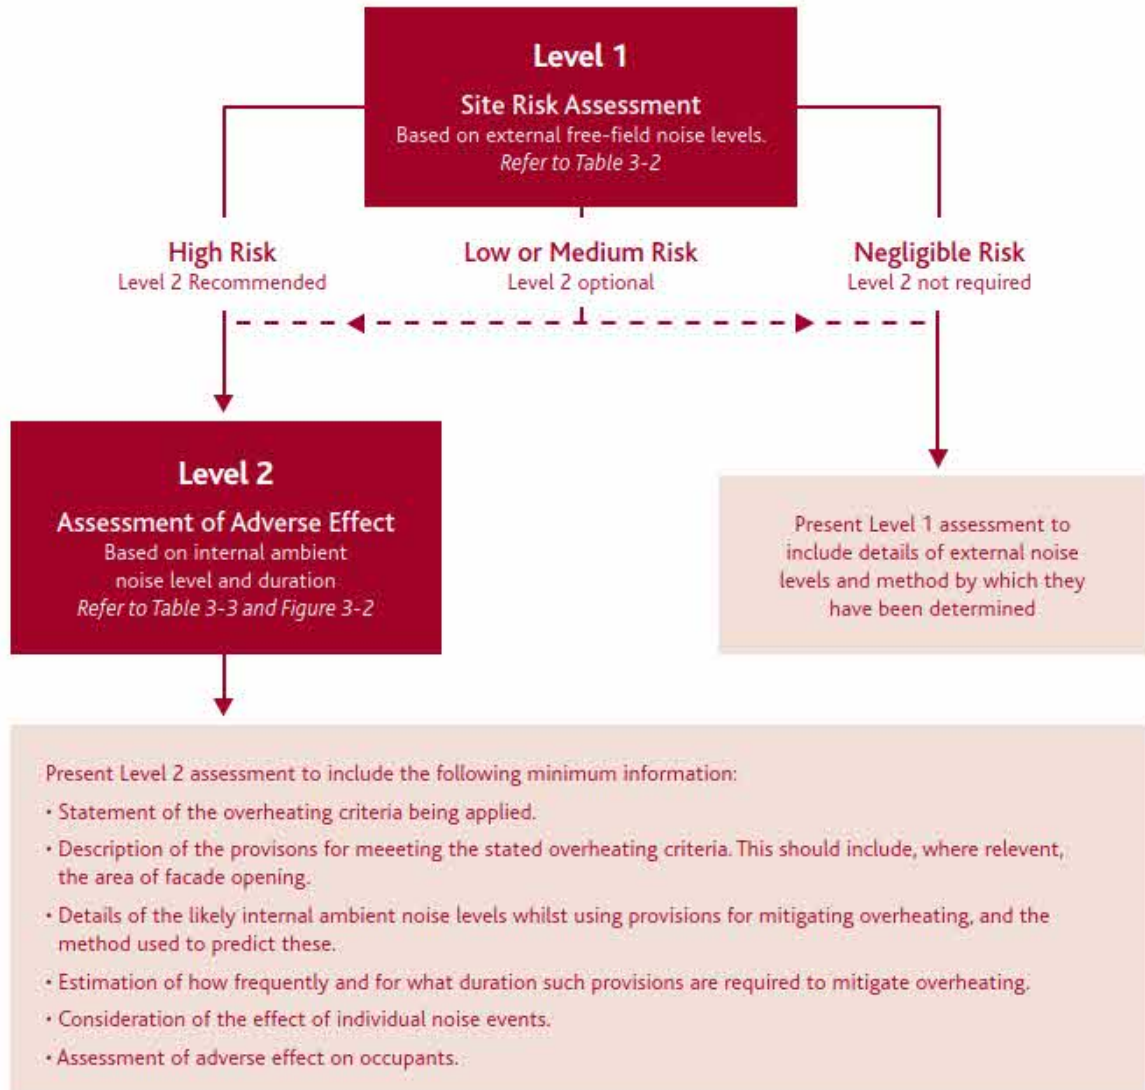 Level 1
Site Risk Assessment
Based on external free-field noise levels.
Refer to Table 3-2
High Risk
Level 2 Recommended
Low or Medium Risk
Level 2 optional
Negligible Risk
Level 2 not required
Level 2
Assessment of Adverse Effect
Based on internal ambient
noise level and duration
Refer to Table 3-3 and Figure 3-2
Present Level 1 assessment to
include details of external noise
levels and method by which they
have been determined
Present Level 2 assessment to include the following minimum information:
• Statement of the overheating criteria being applied.
• Description of the provisons for meeeting the stated overheating criteria. This should include, where relevent,
the area of facade opening.
• Details of the likely internal ambient noise levels whilst using provisions for mitigating overheating, and the
method used to predict these.
• Estimation of how frequently and for what duration such provisions are required to mitigate overheating.
• Consideration of the effect of individual noise events.
• Assessment of adverse effect on occupants.